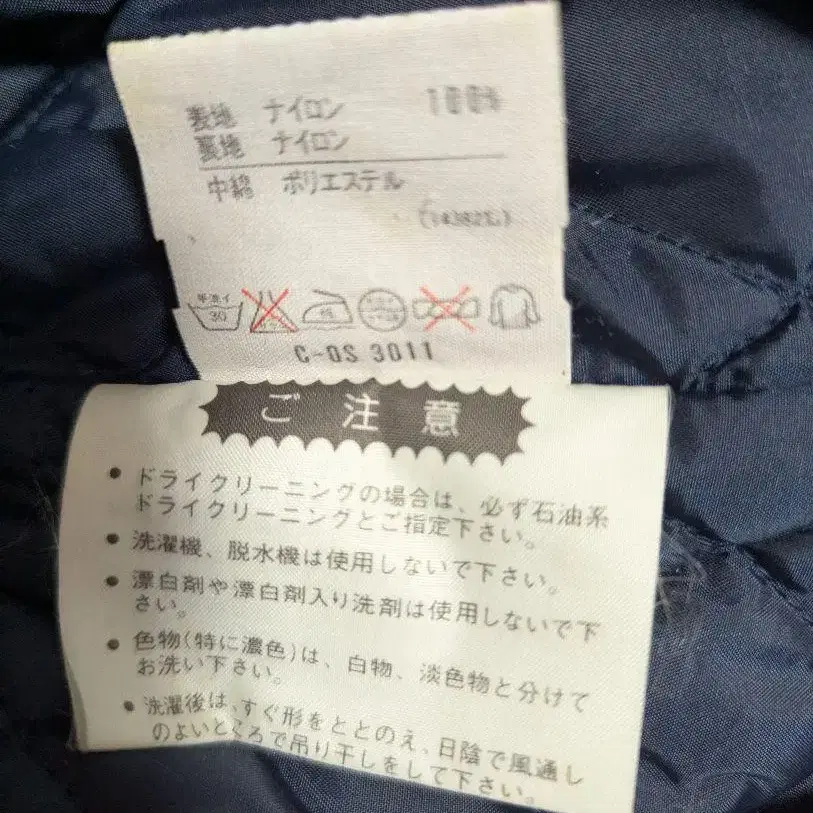 表地 ナイロン 100%
裏地 ナイロン
中綿 ポリエステル
手洗イ
30
C-OS 3011
ご注意
● ドライクリーニングの場合は、必ず石油系
ドライクリーニングとご指定下さい。
● 洗濯機、脱水機は使用しないで下さい。
● 漂白剤や漂白剤入り洗剤は使用しないで下
さい。
● 色物(特に濃色)は、白物、淡色物と分けて
お洗い下さい。
● 洗濯後は、すぐ形をととのえ、日陰で風通し
のよいところで吊り干しをして下さい。